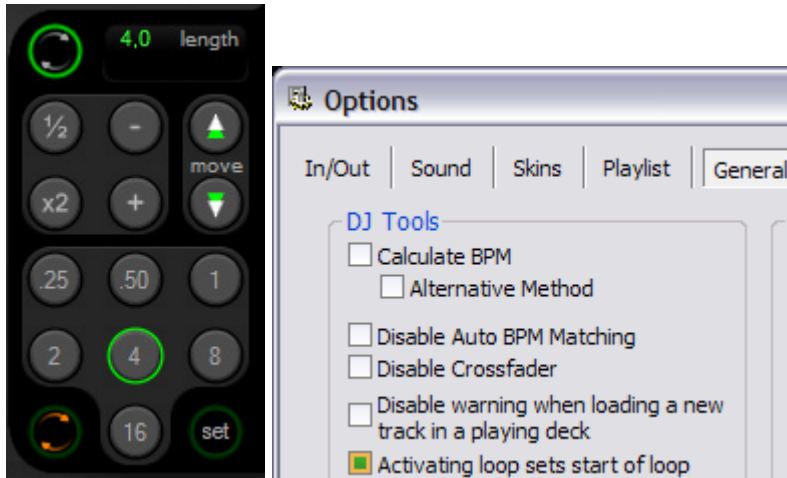 4,0 length
½ -
move
x2 +
.25 .50 1
2 4 8
16 set
Options
In/Out Sound Skins Playlist General
DJ Tools
Calculate BPM
Alternative Method
Disable Auto BPM Matching
Disable Crossfader
Disable warning when loading a new
track in a playing deck
Activating loop sets start of loop